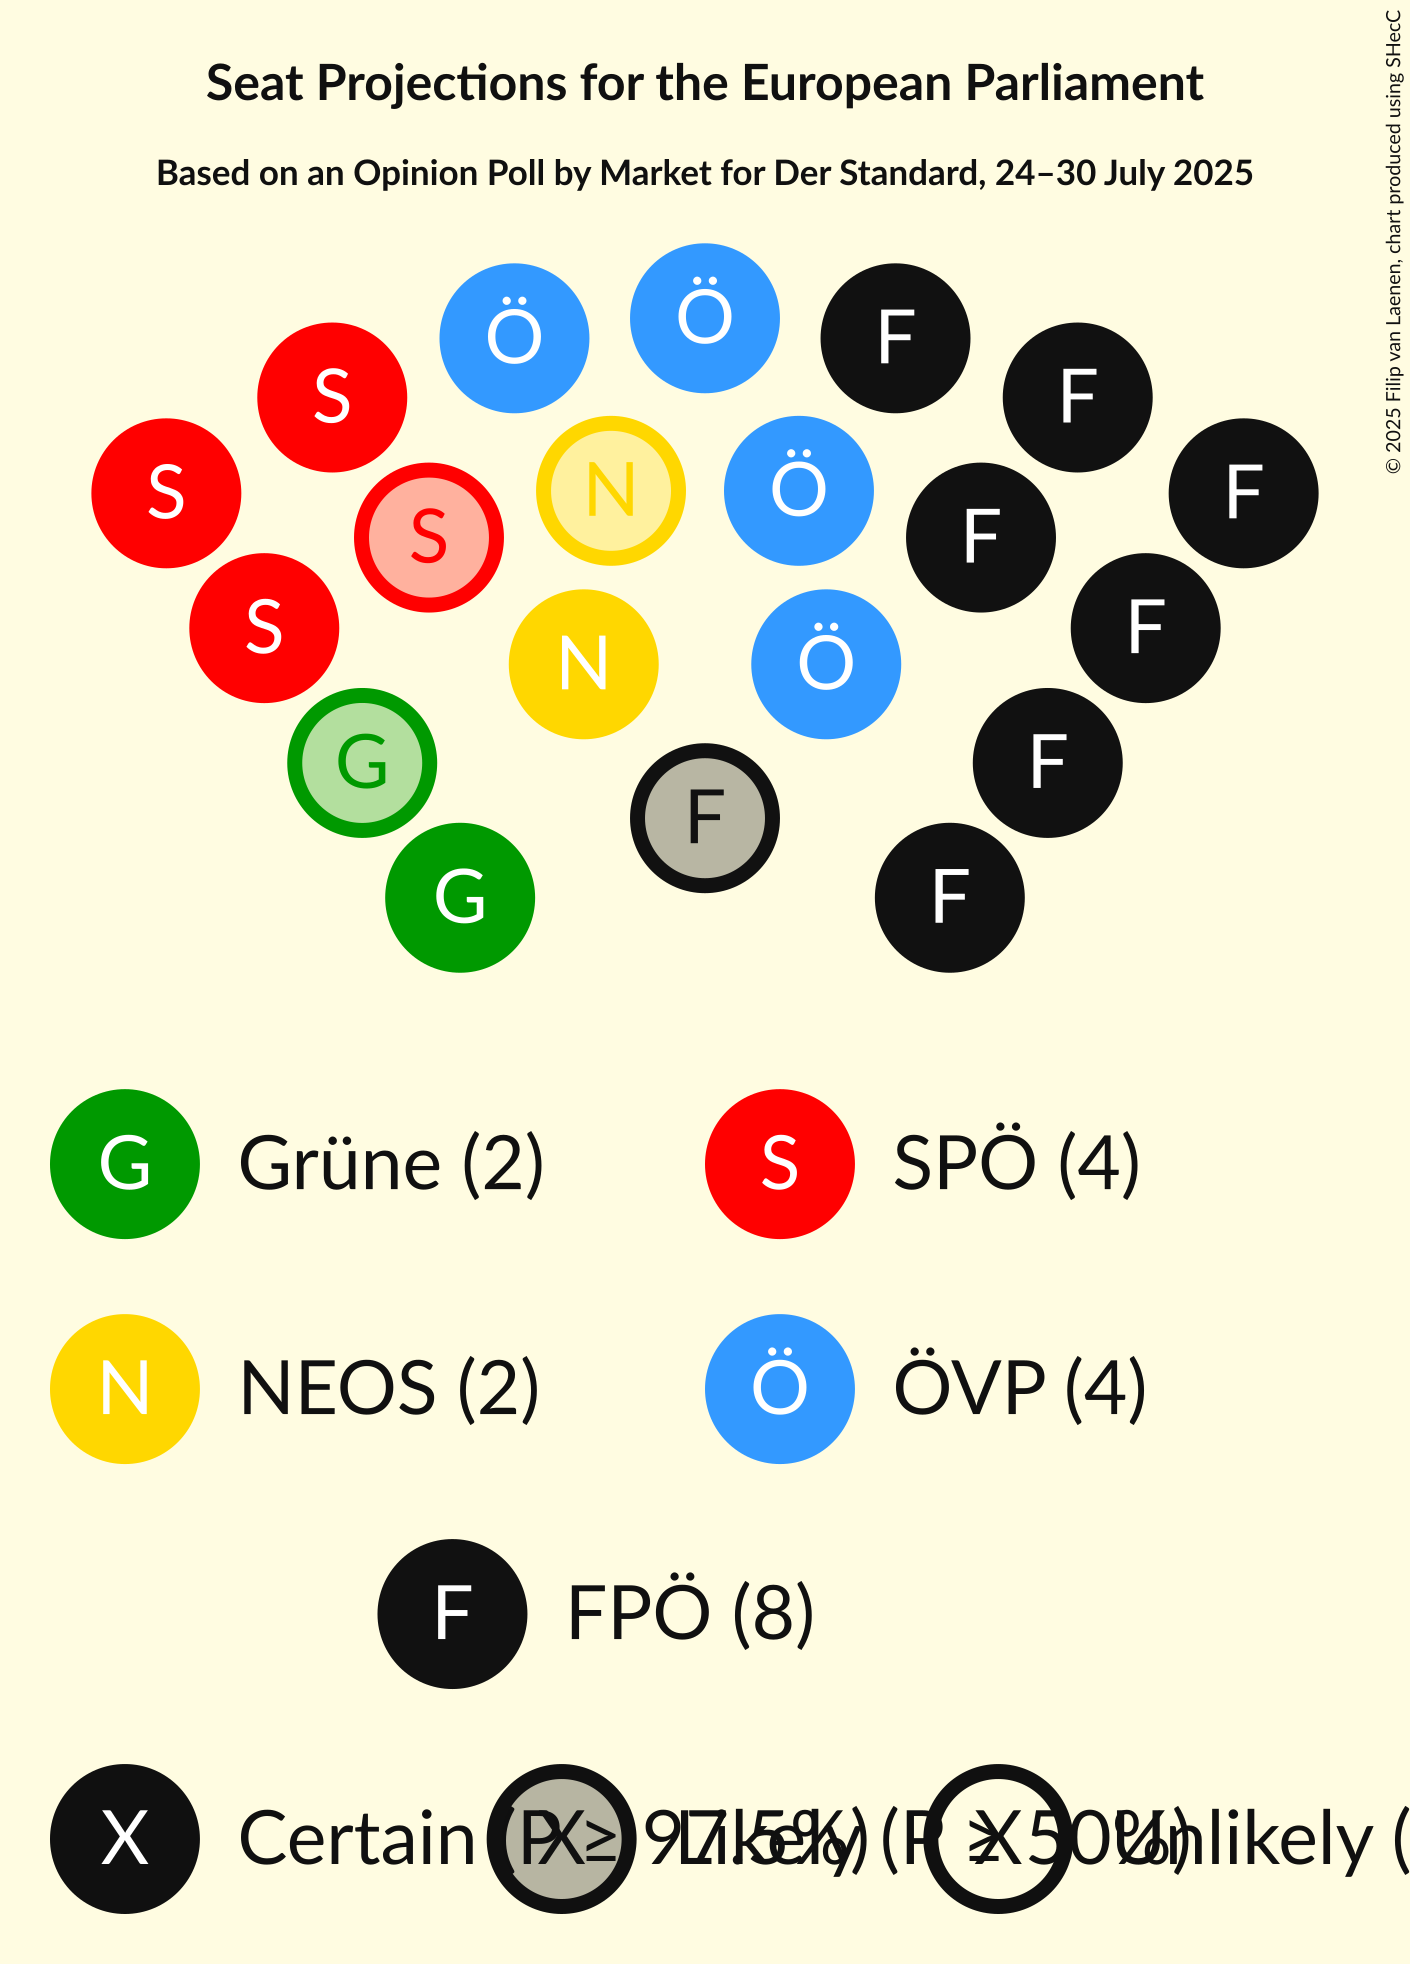 Seat Projections for the European Parliament
Based on an Opinion Poll by Market for Der Standard, 24–30 July 2025
© 2025 Filip van Laenen, chart produced using SHecC
Ö
Ö
F
S
F
S
F
S
N
Ö
F
S
F
N
Ö
G
F
F
G
F
G Grüne (2) S SPÖ (4)
N NEOS (2) Ö ÖVP (4)
F FPÖ (8)
X Certain (P ≥ 97.5%) X Likely (P ≥ 50%) X Unlikely (